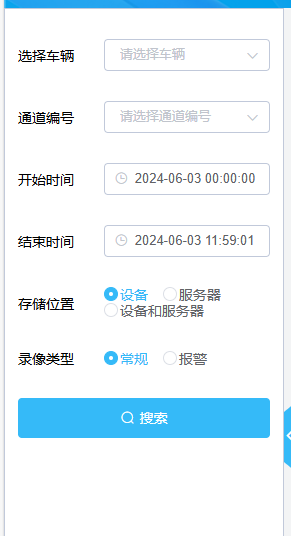 选择车辆 请选择车辆
通道编号 请选择通道编号
开始时间 2024-06-03 00:00:00
结束时间 2024-06-03 11:59:01
存储位置 设备 服务器
设备和服务器
录像类型 常规 报警
搜索